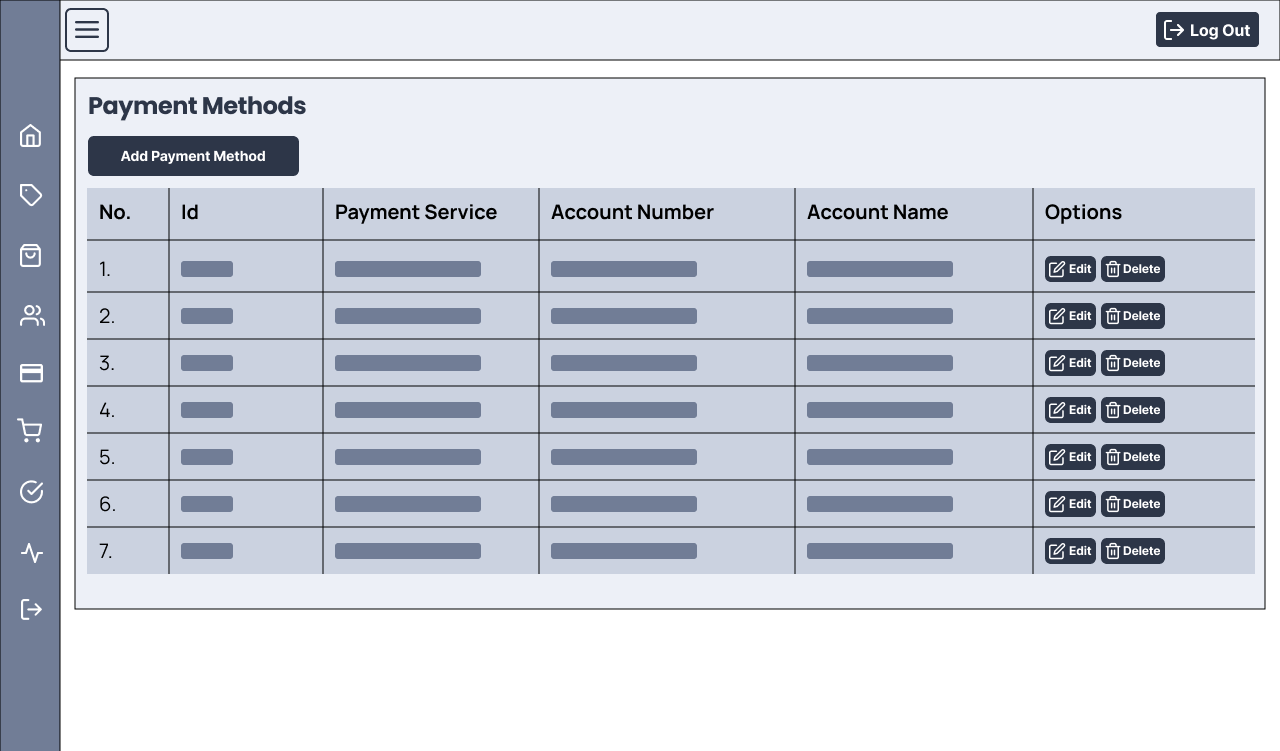 Log Out
Payment Methods
Add Payment Method
No. Id Payment Service Account Number Account Name Options
1. Edit Delete
2. Edit Delete
3. Edit Delete
4. Edit Delete
5. Edit Delete
6. Edit Delete
7. Edit Delete